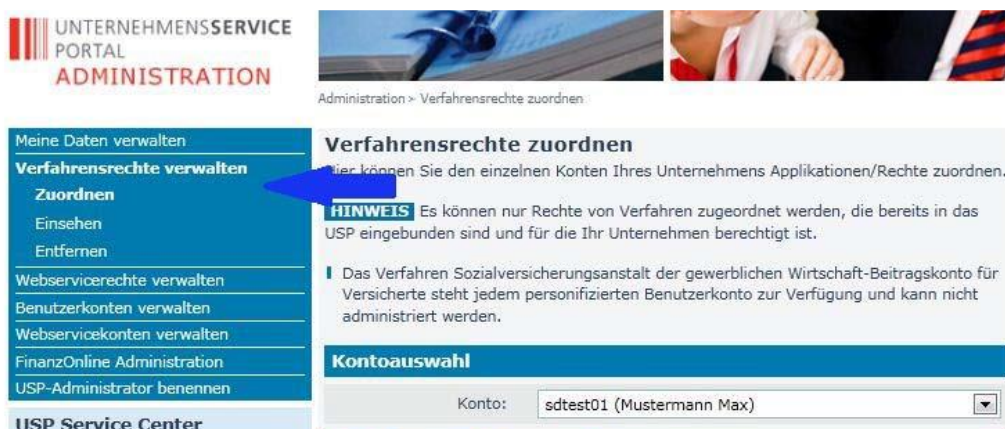 UNTERNEHMENSSERVICE
PORTAL
ADMINISTRATION
Administration > Verfahrensrechte zuordnen
Meine Daten verwalten
Verfahrensrechte verwalten
Zuordnen
Einsehen
Entfernen
Webservicerechte verwalten
Benutzerkonten verwalten
Webservicekonten verwalten
FinanzOnline Administration
USP-Administrator benennen
USP Service Center
Verfahrensrechte zuordnen
Hier können Sie den einzelnen Konten Ihres Unternehmens Applikationen/Rechte zuordnen.
HINWEIS Es können nur Rechte von Verfahren zugeordnet werden, die bereits in das
USP eingebunden sind und für die Ihr Unternehmen berechtigt ist.
Das Verfahren Sozialversicherungsanstalt der gewerblichen Wirtschaft-Beitragskonto für
Versicherte steht jedem personifizierten Benutzerkonto zur Verfügung und kann nicht
administriert werden.
Kontoauswahl
Konto: sdtest01 (Mustermann Max)